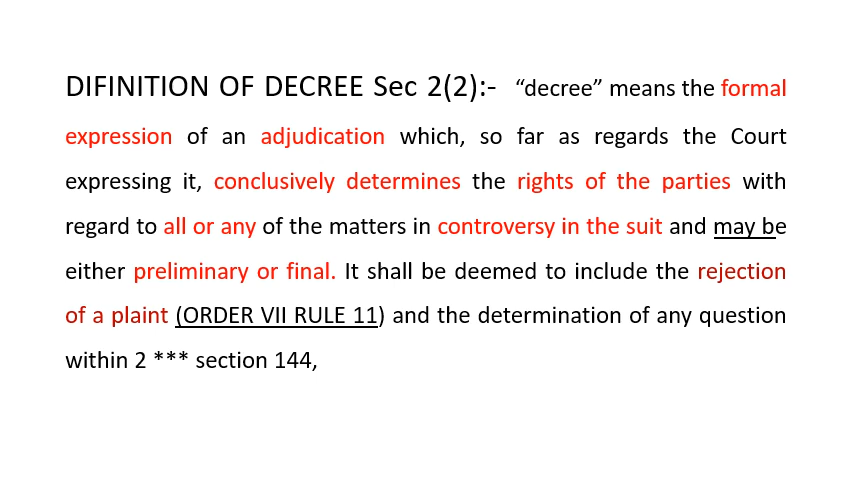 DIFINITION OF DECREE Sec 2(2):- “decree” means the formal
expression of an adjudication which, so far as regards the Court
expressing it, conclusively determines the rights of the parties with
regard to all or any of the matters in controversy in the suit and may be
either preliminary or final. It shall be deemed to include the rejection
of a plaint (ORDER VII RULE 11) and the determination of any question
within 2 *** section 144,